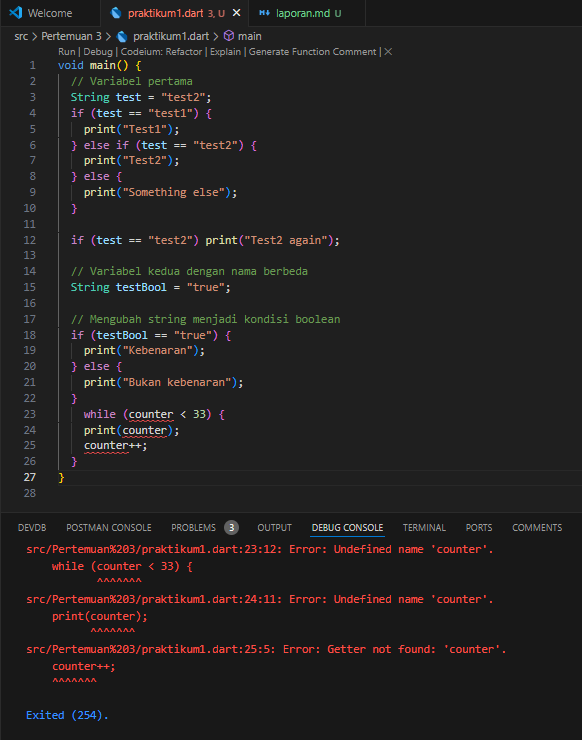 Welcome praktikum1.dart 3, U laporan.md U
src > Pertemuan 3 > praktikum1.dart > main
Run | Debug | Codeium: Refactor | Explain | Generate Function Comment | X
1 void main() {
2 // Variabel pertama
3 String test = "test2";
4 if (test == "test1") {
5 print("Test1");
6 } else if (test == "test2") {
7 print("Test2");
8 } else {
9 print("Something else");
10 }
11
12 if (test == "test2") print("Test2 again");
13
14 // Variabel kedua dengan nama berbeda
15 String testBool = "true";
16
17 // Mengubah string menjadi kondisi boolean
18 if (testBool == "true") {
19 print("Kebenaran");
20 } else {
21 print("Bukan kebenaran");
22 }
23 while (counter < 33) {
24 print(counter);
25 counter++;
26 }
27 }
28
DEVDB POSTMAN CONSOLE PROBLEMS 3 OUTPUT DEBUG CONSOLE TERMINAL PORTS COMMENTS
src/Pertemuan%203/praktikum1.dart:23:12: Error: Undefined name 'counter'.
while (counter < 33) {
^^^^^^^
src/Pertemuan%203/praktikum1.dart:24:11: Error: Undefined name 'counter'.
print(counter);
^^^^^^^
src/Pertemuan%203/praktikum1.dart:25:5: Error: Getter not found: 'counter'.
counter++;
^^^^^^^
Exited (254).